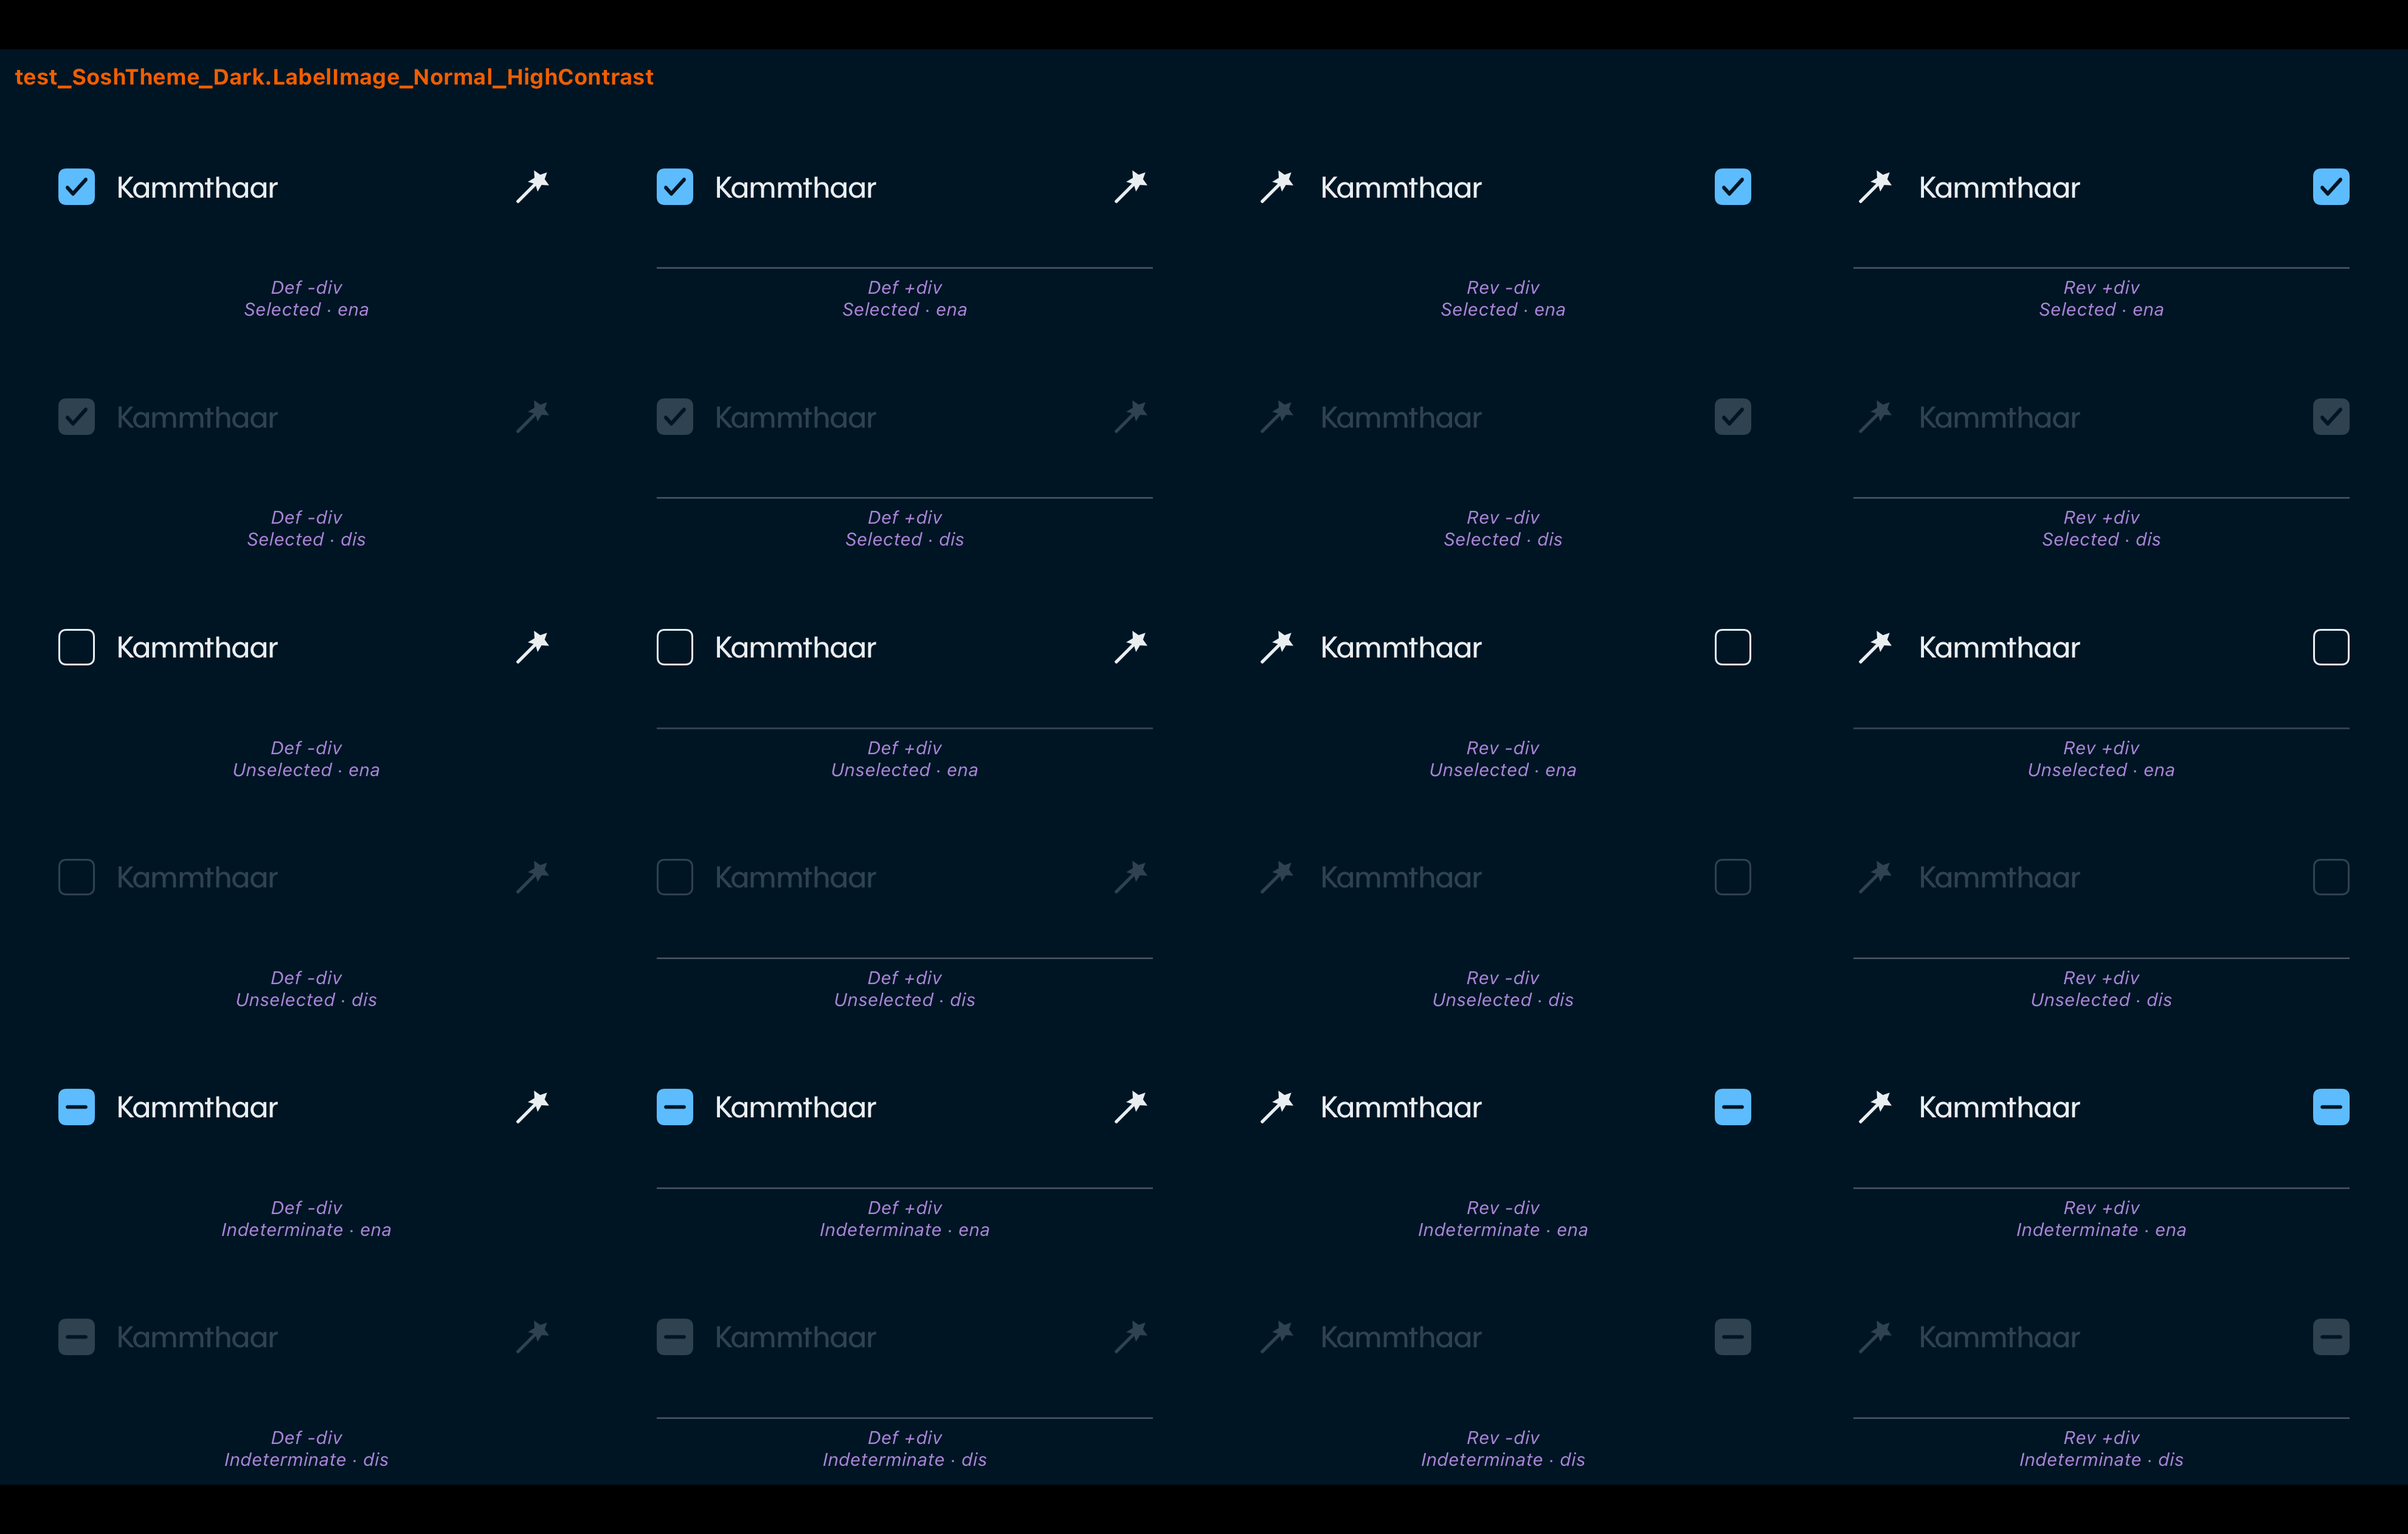 test_SoshTheme_Dark.LabelImage_Normal_HighContrast
Kammthaar
Kammthaar
Kammthaar
Kammthaar
Def -div
Selected · ena
Def +div
Selected · ena
Rev -div
Selected · ena
Rev +div
Selected · ena
Kammthaar
Kammthaar
Kammthaar
Kammthaar
Def -div
Selected · dis
Def +div
Selected · dis
Rev -div
Selected · dis
Rev +div
Selected · dis
Kammthaar
Kammthaar
Kammthaar
Kammthaar
Def -div
Unselected · ena
Def +div
Unselected · ena
Rev -div
Unselected · ena
Rev +div
Unselected · ena
Kammthaar
Kammthaar
Kammthaar
Kammthaar
Def -div
Unselected · dis
Def +div
Unselected · dis
Rev -div
Unselected · dis
Rev +div
Unselected · dis
Kammthaar
Kammthaar
Kammthaar
Kammthaar
Def -div
Indeterminate · ena
Def +div
Indeterminate · ena
Rev -div
Indeterminate · ena
Rev +div
Indeterminate · ena
Kammthaar
Kammthaar
Kammthaar
Kammthaar
Def -div
Indeterminate · dis
Def +div
Indeterminate · dis
Rev -div
Indeterminate · dis
Rev +div
Indeterminate · dis